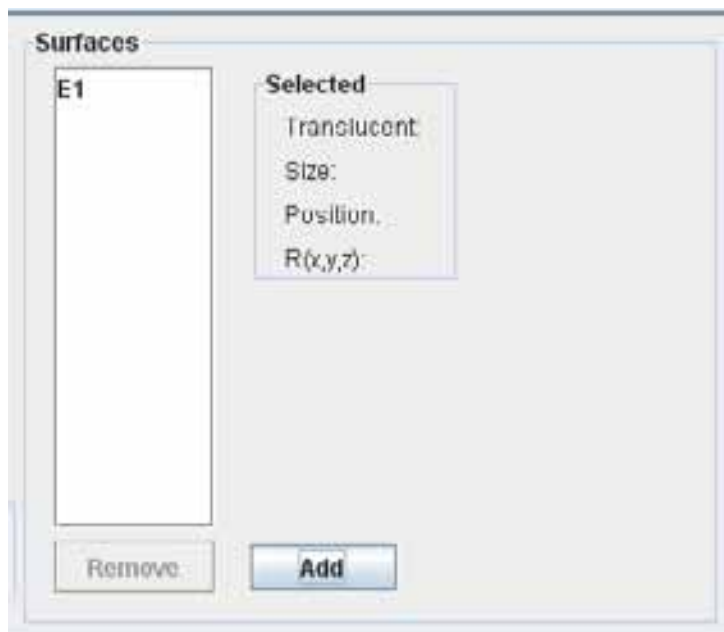 Surfaces
E1
Selected
Translucent:
Size:
Position:
R(x,y,z):
Remove
Add